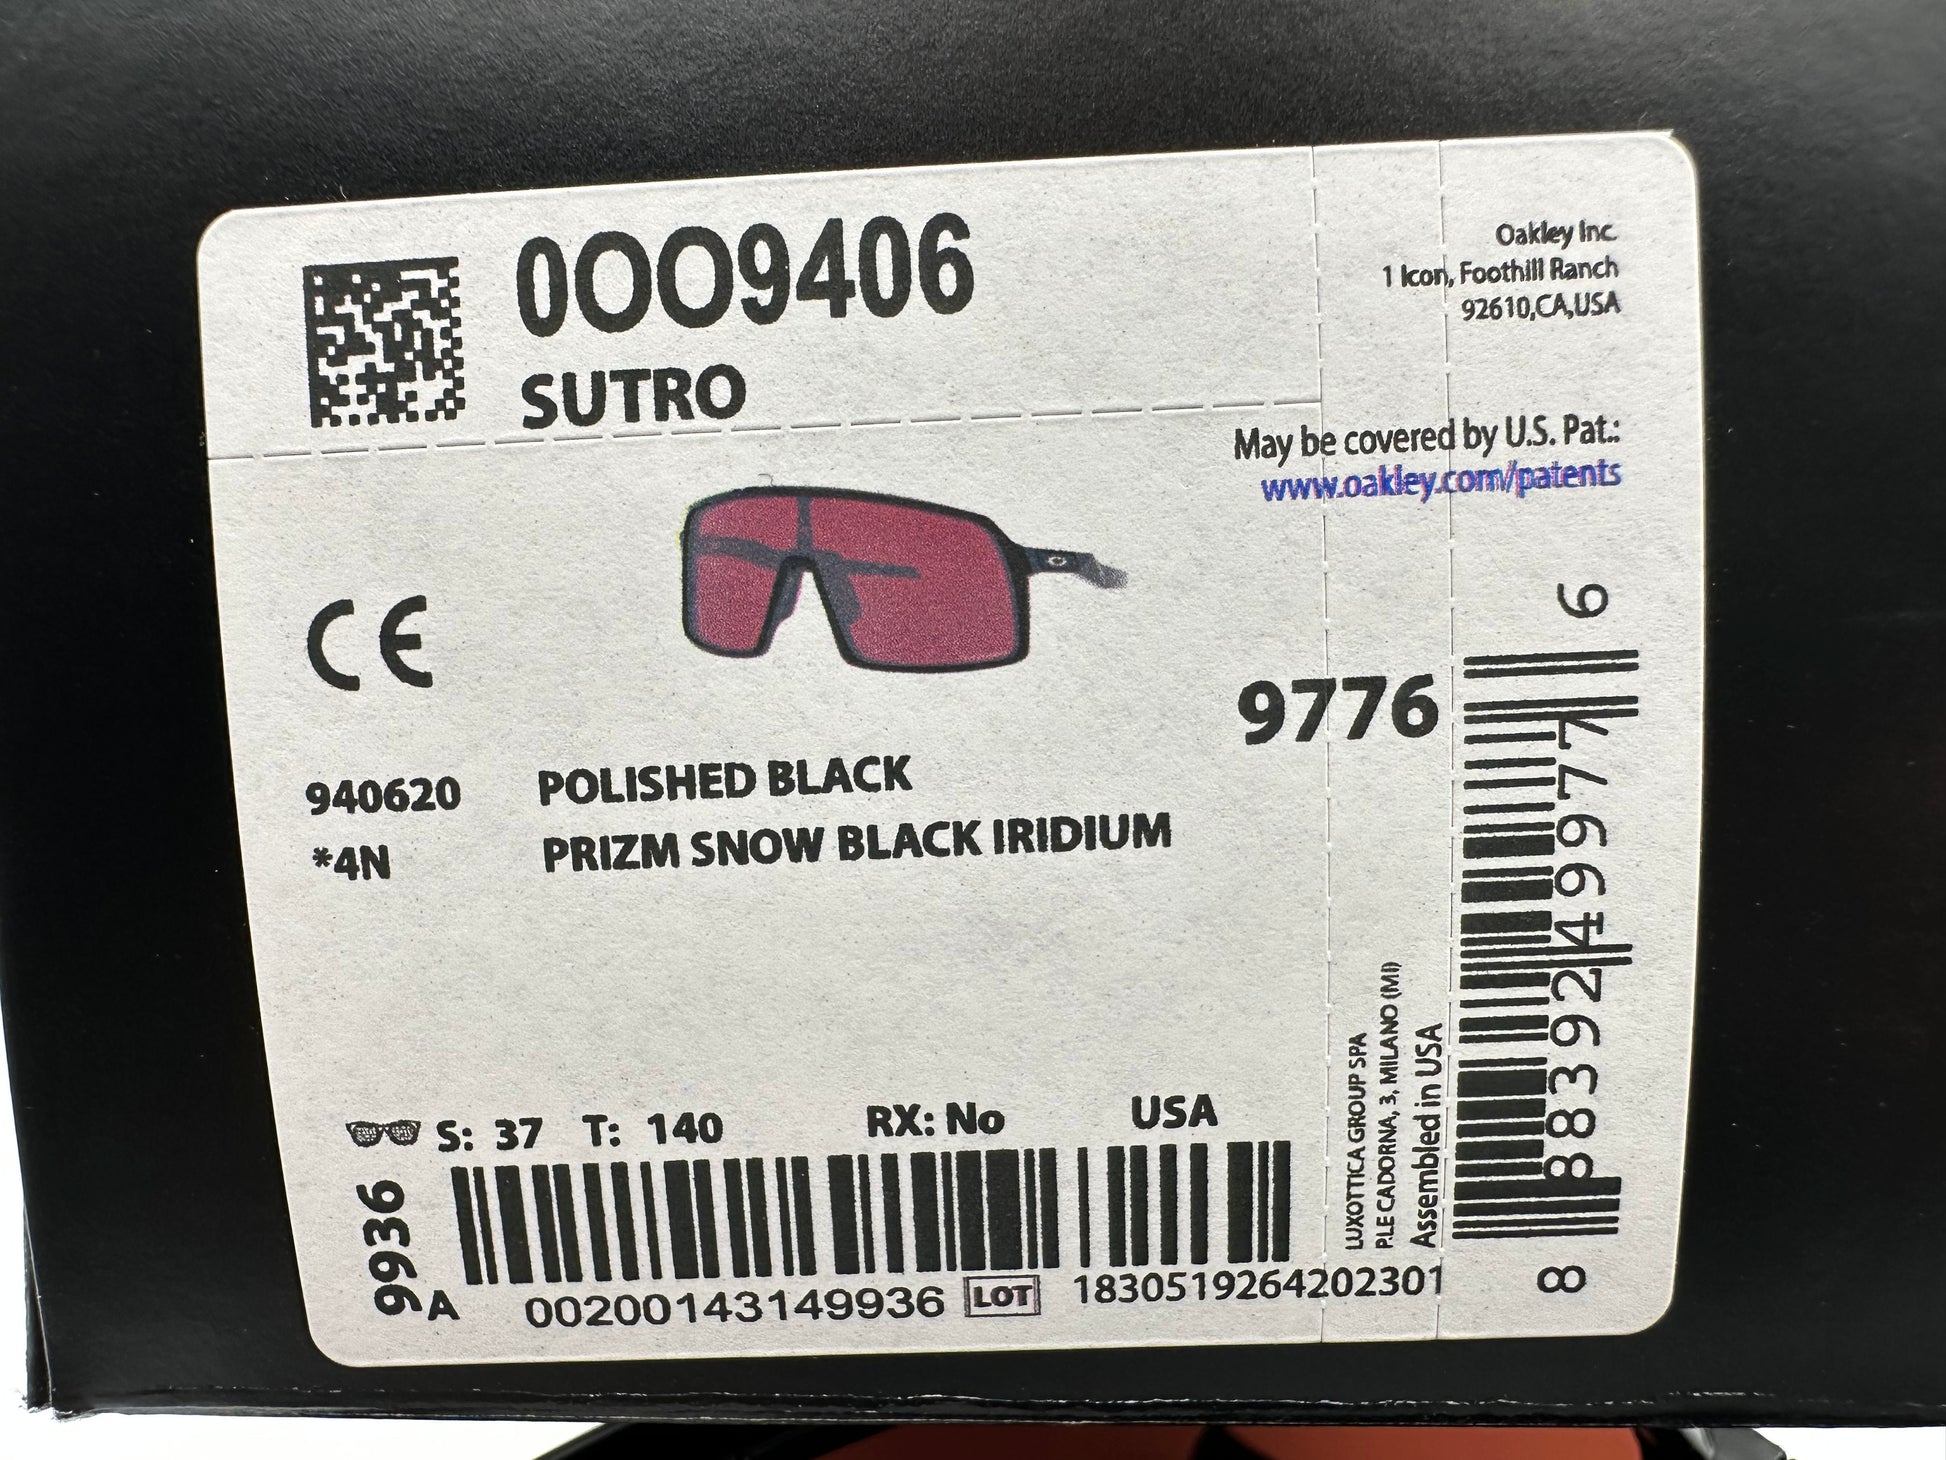 0OO9406
SUTRO
Oakley Inc.
1 Icon, Foothill Ranch
92610,CA,USA
May be covered by U.S. Pat.:
www.oakley.com/patents
CE
9776
940620 POLISHED BLACK
*4N PRIZM SNOW BLACK IRIDIUM
S: 37 T: 140 RX: No USA
9936
A 00200143149936 LOT 1830519264202301
LUXOTTICA GROUP SPA
P.LE CADORNA, 3, MILANO (MI)
Assembled in USA
8 883924 99776 6